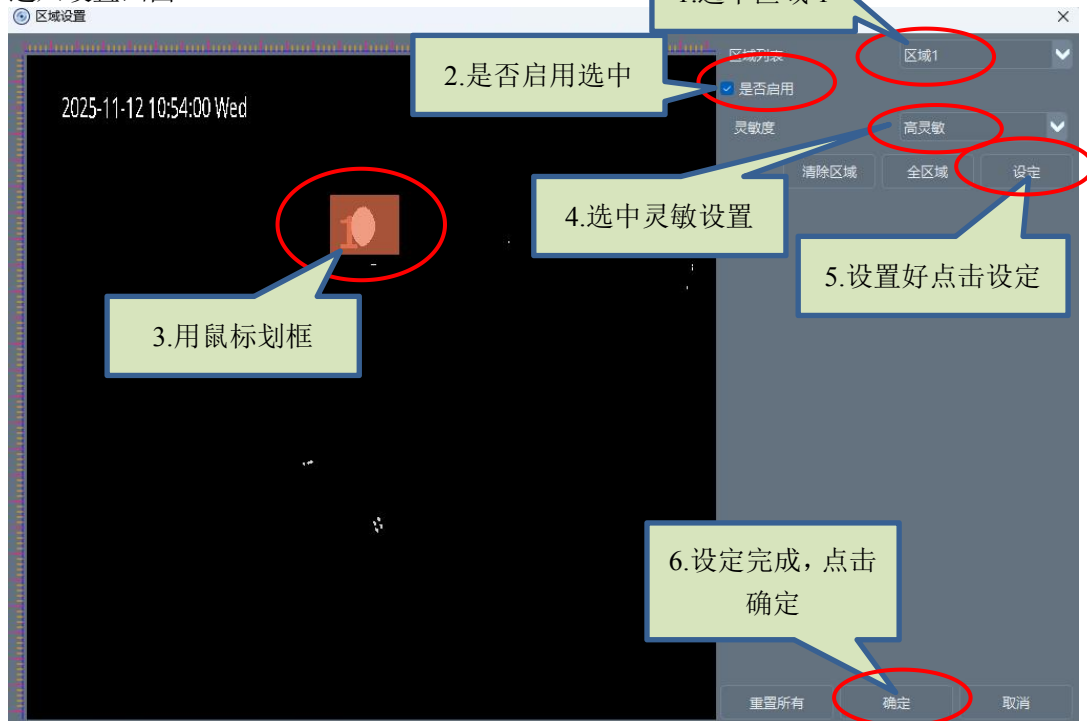 区域设置
2.是否启用选中
区域列表
区域1
是否启用
2025-11-12 10:54:00 Wed
灵敏度
高灵敏
清除区域
全区域
设定
4.选中灵敏设置
1
5.设置好点击设定
3.用鼠标划框
6.设定完成，点击
确定
重置所有
确定
取消